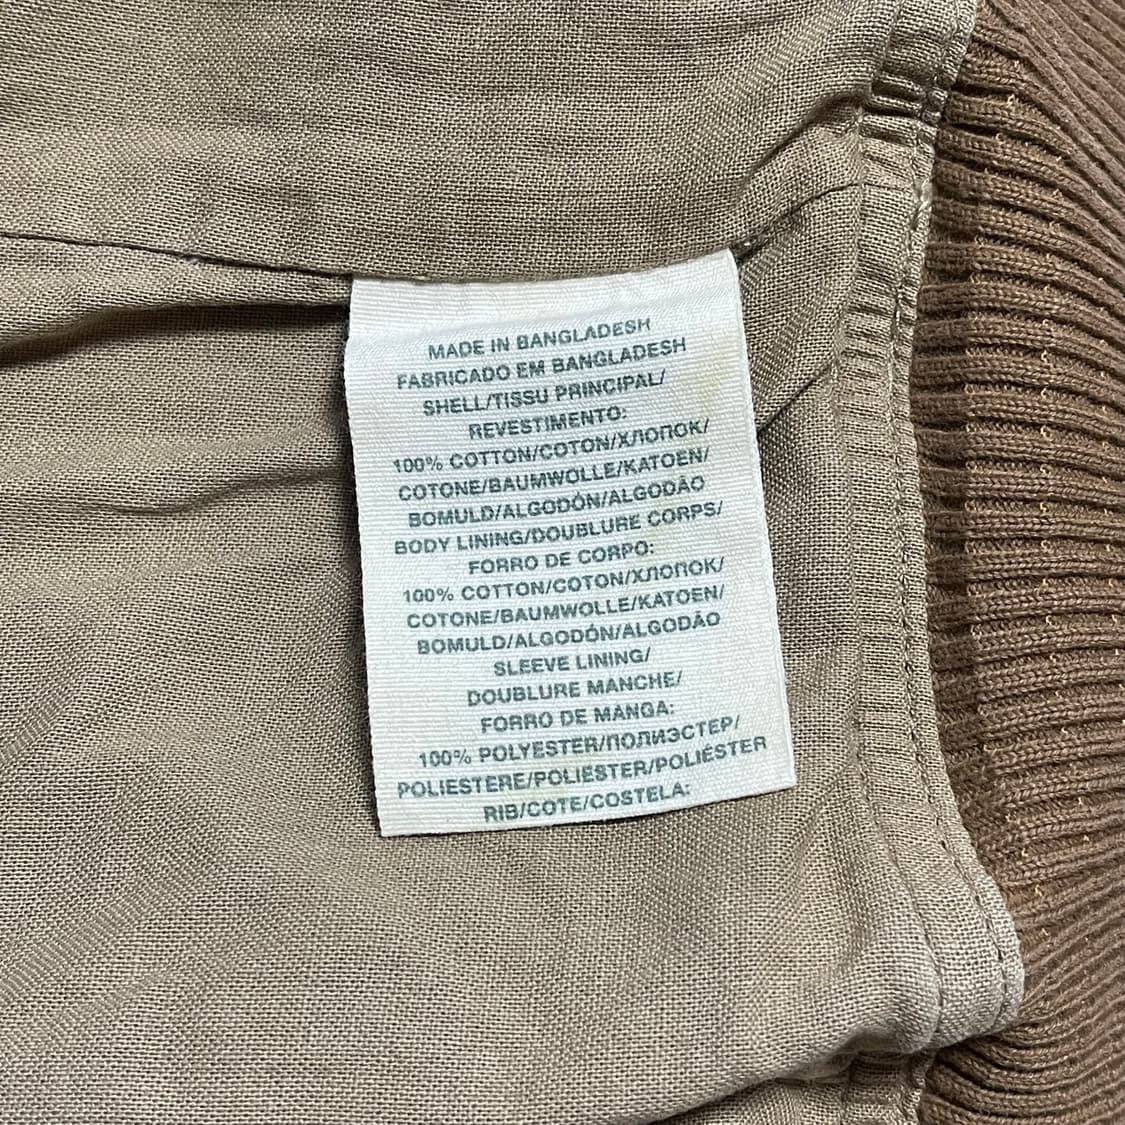 MADE IN BANGLADESH
FABRICADO EM BANGLADESH
SHELL/TISSU PRINCIPAL/
REVESTIMENTO:
100% COTTON/COTON/ХЛОПОК/
COTONE/BAUMWOLLE/KATOEN/
BOMULD/ALGODÓN/ALGODÃO
BODY LINING/DOUBLURE CORPS/
FORRO DE CORPO:
100% COTTON/COTON/ХЛОПОК/
COTONE/BAUMWOLLE/KATOEN/
BOMULD/ALGODÓN/ALGODÃO
SLEEVE LINING/
DOUBLURE MANCHE/
FORRO DE MANGA:
100% POLYESTER/ПОЛИЭСТЕР/
POLIESTERE/POLIÉSTER/POLIÉSTER
RIB/COTE/COSTELA: